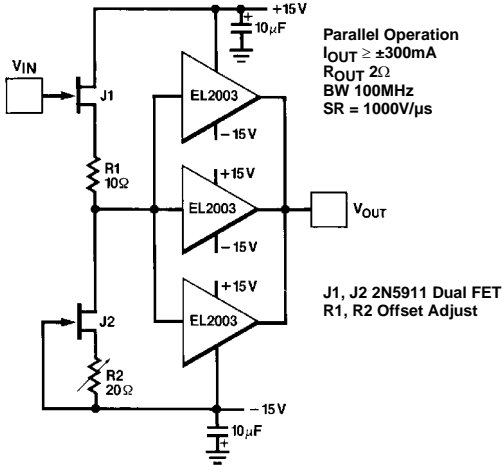 +15V
+
10μF
Parallel Operation
IOUT ≥ ±300mA
ROUT 2Ω
BW 100MHz
SR = 1000V/μs
VIN
J1
EL2003
−15V
R1
10Ω
+15V
EL2003
VOUT
−15V
+15V
J1, J2 2N5911 Dual FET
R1, R2 Offset Adjust
J2
EL2003
R2
20Ω
−15V
10μF
+